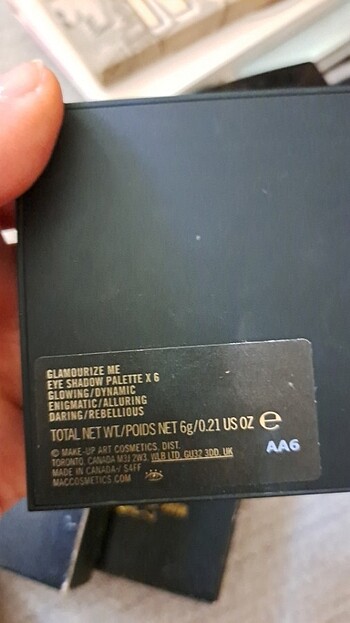 GLAMOURIZE ME
EYE SHADOW PALETTE X 6
GLOWING/DYNAMIC
ENIGMATIC/ALLURING
DARING/REBELLIOUS
TOTAL NET WT./POIDS NET 6g/0.21 US OZ e
AA6
© MAKE-UP ART COSMETICS, DIST.
TORONTO, CANADA M3J 2W3. WLB LTD, GU32 3DD, UK
MADE IN CANADA
MACCOSMETICS.COM